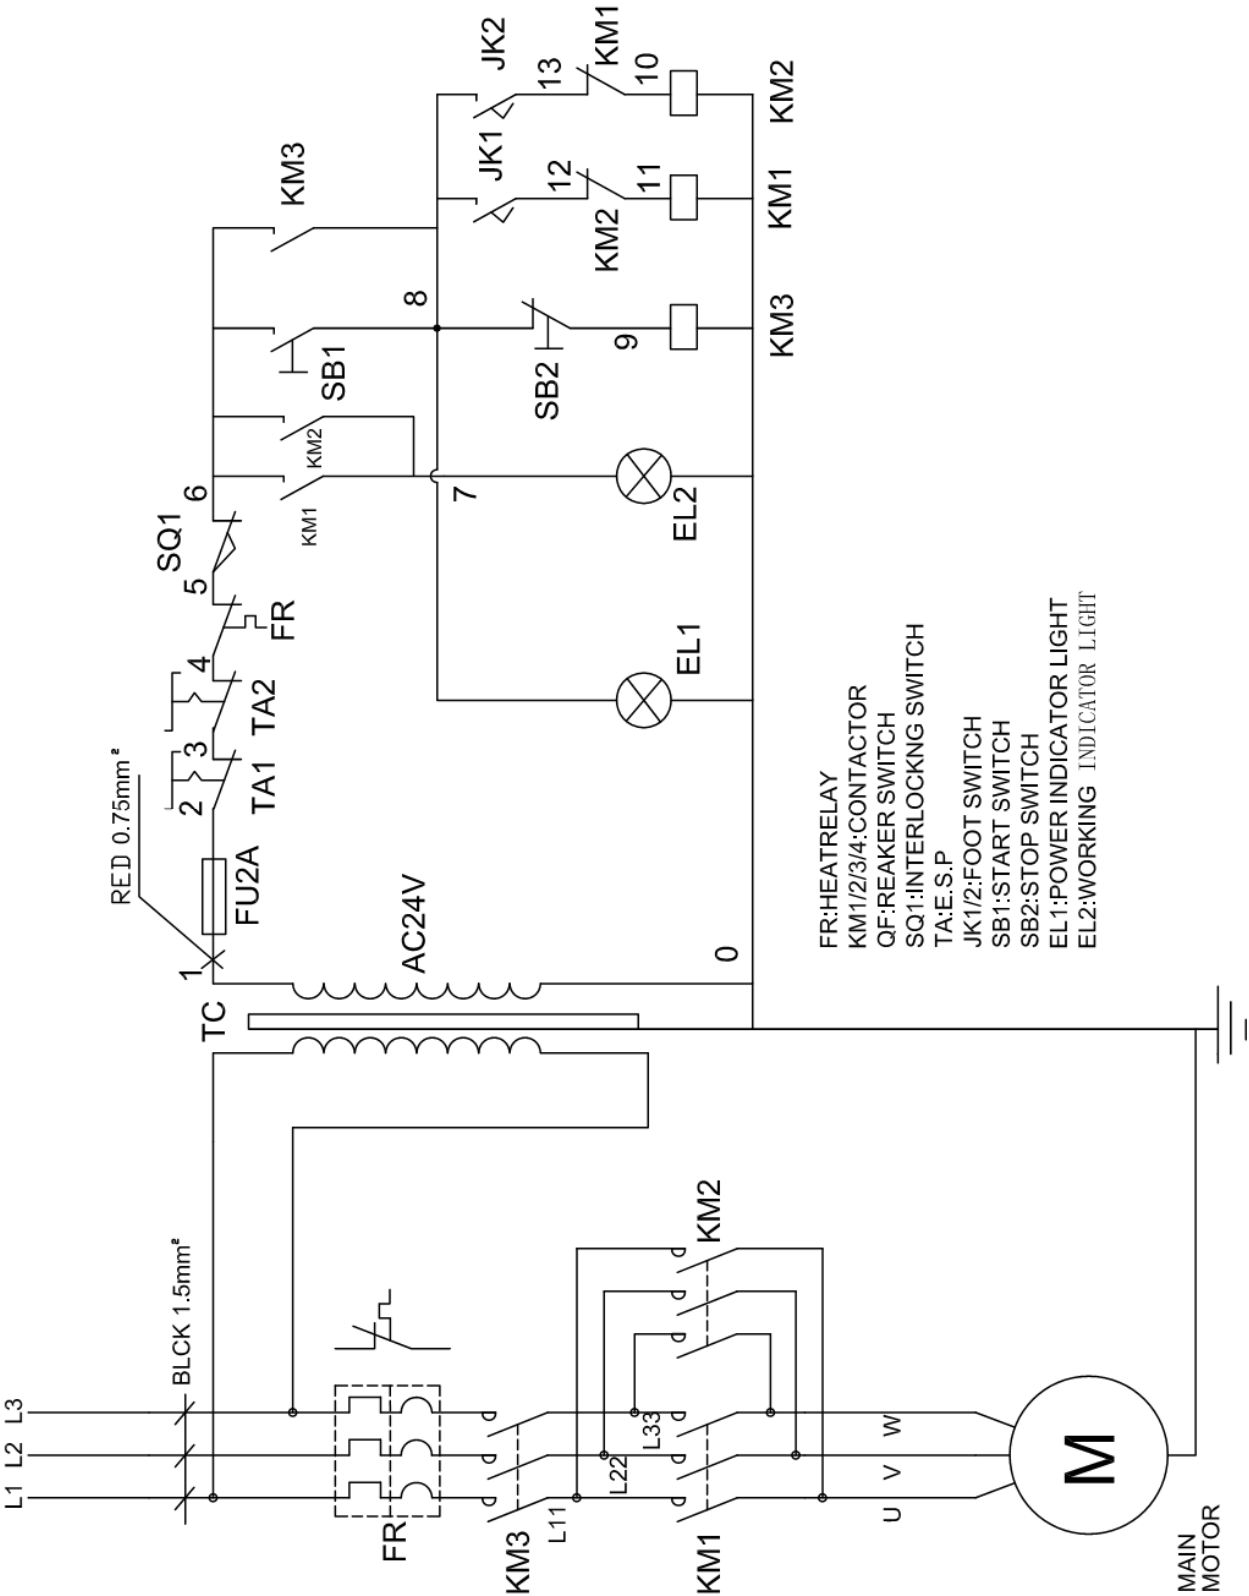 L1
L2
L3
BLCK 1.5mm²
FR
KM3
L11
L22
L33
KM1
KM2
U
V
W
M
MAIN
MOTOR
TC
AC24V
RED 0.75mm²
1
FU2A
2
TA1
3
TA2
4
FR
5
SQ1
6
KM1
KM2
SB1
KM3
7
8
JK1
JK2
12
13
SB2
KM2
KM1
9
11
10
EL1
EL2
KM3
KM1
KM2
0
FR:HEATRELAY
KM1/2/3/4:CONTACTOR
QF:REAKER SWITCH
SQ1:INTERLOCKNG SWITCH
TA:E.S.P
JK1/2:FOOT SWITCH
SB1:START SWITCH
SB2:STOP SWITCH
EL1:POWER INDICATOR LIGHT
EL2:WORKING INDICATOR LIGHT